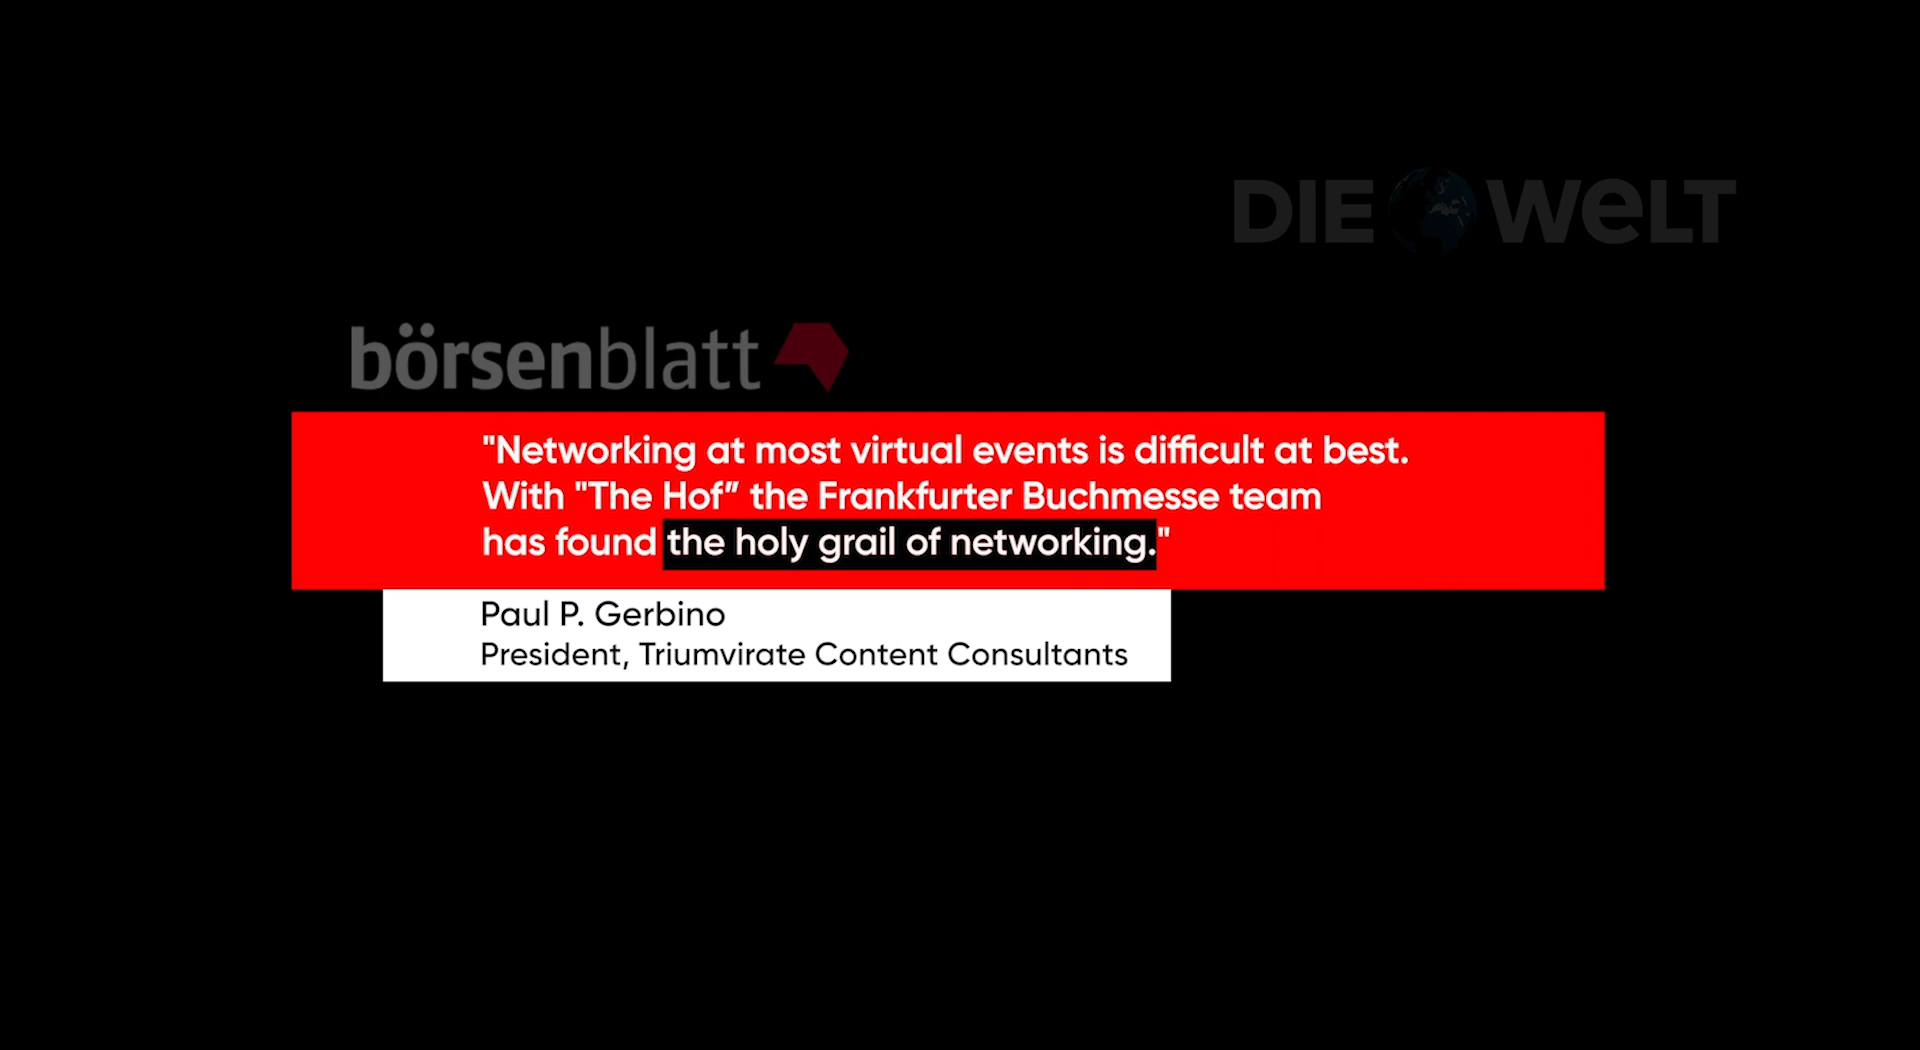 DIE WELT
börsenblatt
"Networking at most virtual events is difficult at best.
With "The Hof” the Frankfurter Buchmesse team
has found the holy grail of networking."
Paul P. Gerbino
President, Triumvirate Content Consultants